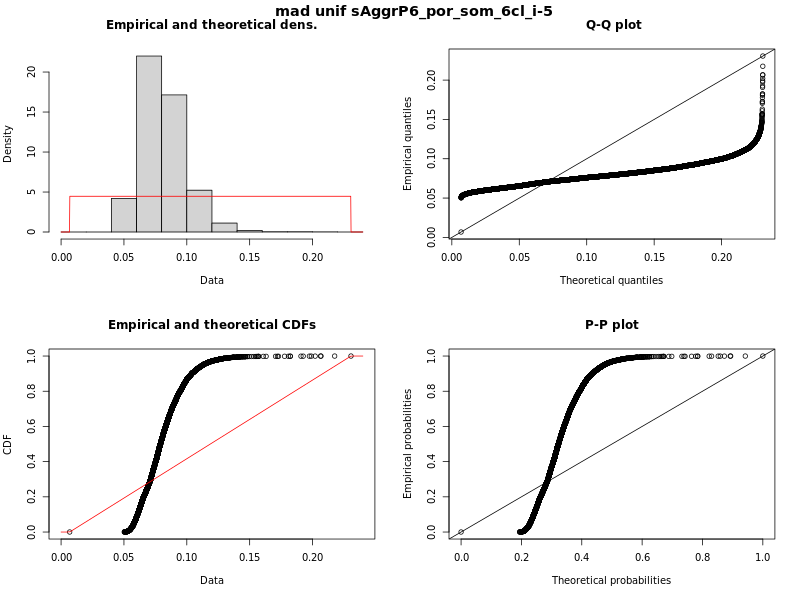 mad unif sAggrP6_por_som_6cl_i-5
Empirical and theoretical dens.
Density
0 5 10 15 20
0.00 0.05 0.10 0.15 0.20
Data
Q-Q plot
Empirical quantiles
0.00 0.05 0.10 0.15 0.20
0.00 0.05 0.10 0.15 0.20
Theoretical quantiles
Empirical and theoretical CDFs
CDF
0.0 0.2 0.4 0.6 0.8 1.0
0.00 0.05 0.10 0.15 0.20
Data
P-P plot
Empirical probabilities
0.0 0.2 0.4 0.6 0.8 1.0
0.0 0.2 0.4 0.6 0.8 1.0
Theoretical probabilities